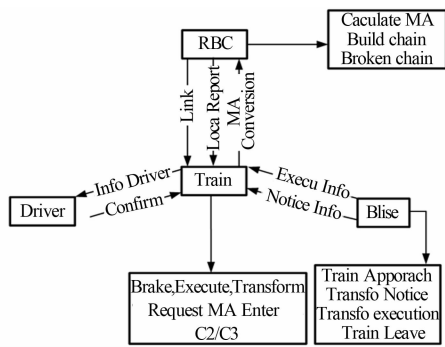 RBC
Caculate MA
Build chain
Broken chain
Link
Loca Report
MA
Conversion
Info Driver
Train
Execu Info
Driver
Confirm
Notice Info
Blise
Brake,Execute,Transform
Request MA Enter
C2/C3
Train Apporach
Transfo Notice
Transfo execution
Train Leave